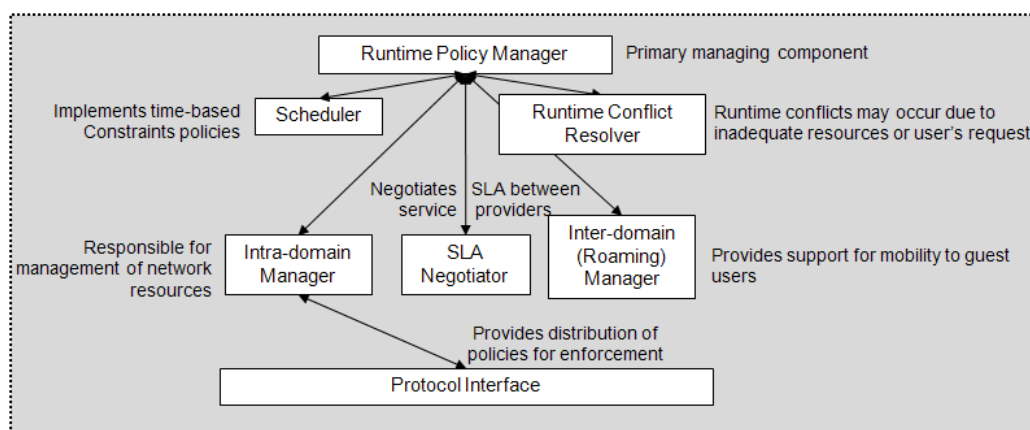 Runtime Policy Manager
Primary managing component
Implements time-based
Constraints policies
Scheduler
Runtime Conflict
Resolver
Runtime conflicts may occur due to
inadequate resources or user's request
Negotiates
service
SLA between
providers
Responsible for
management of network
resources
Intra-domain
Manager
SLA
Negotiator
Inter-domain
(Roaming)
Manager
Provides support for mobility to guest
users
Provides distribution of
policies for enforcement
Protocol Interface